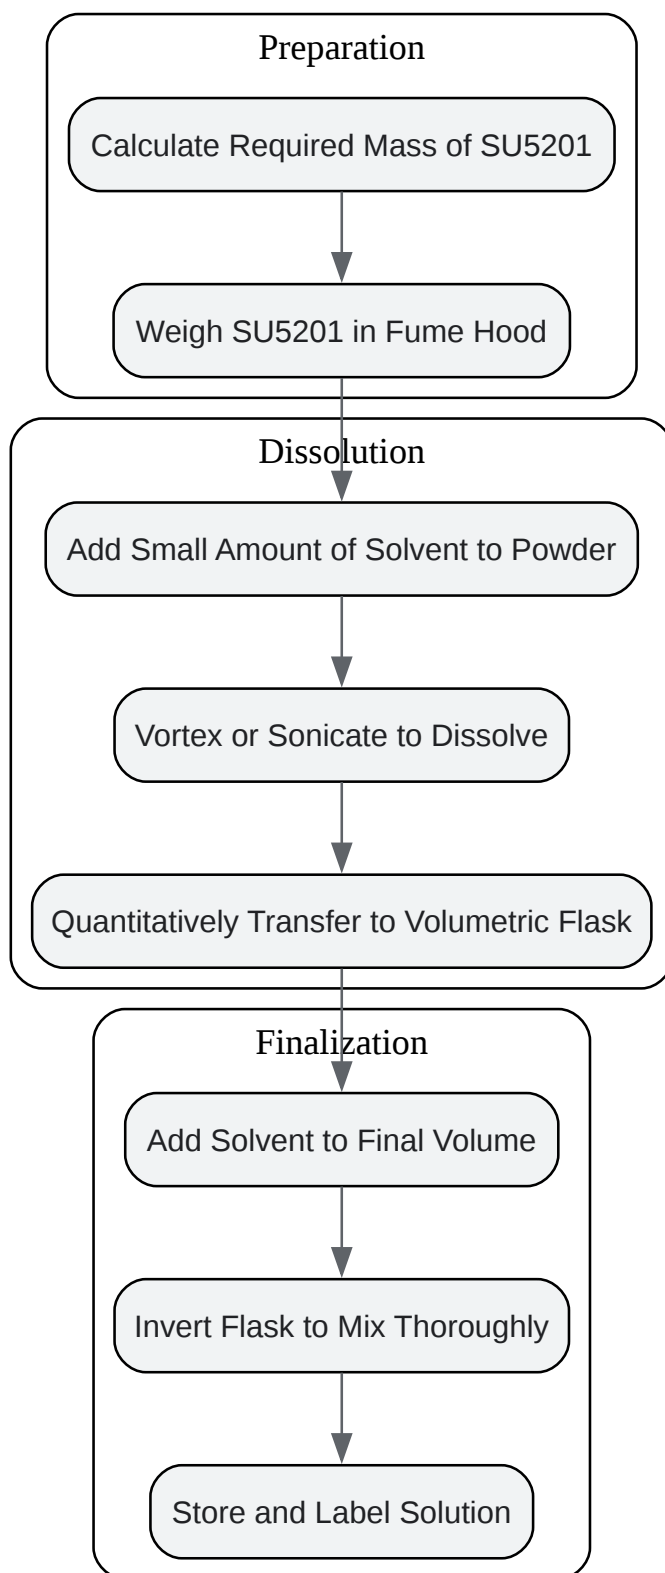 Preparation
Calculate Required Mass of SU5201
Weigh SU5201 in Fume Hood
Dissolution
Add Small Amount of Solvent to Powder
Vortex or Sonicate to Dissolve
Quantitatively Transfer to Volumetric Flask
Finalization
Add Solvent to Final Volume
Invert Flask to Mix Thoroughly
Store and Label Solution